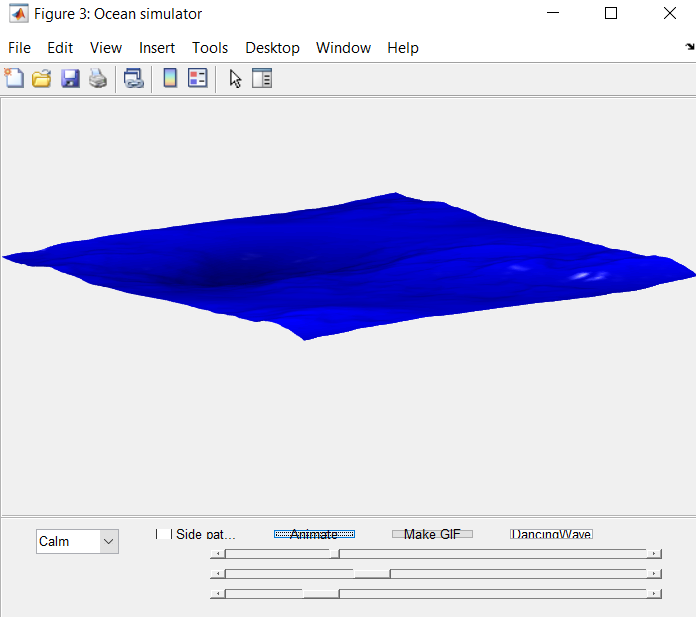 Figure 3: Ocean simulator
File Edit View Insert Tools Desktop Window Help
Calm Side pat... Animate Make GIF DancingWave